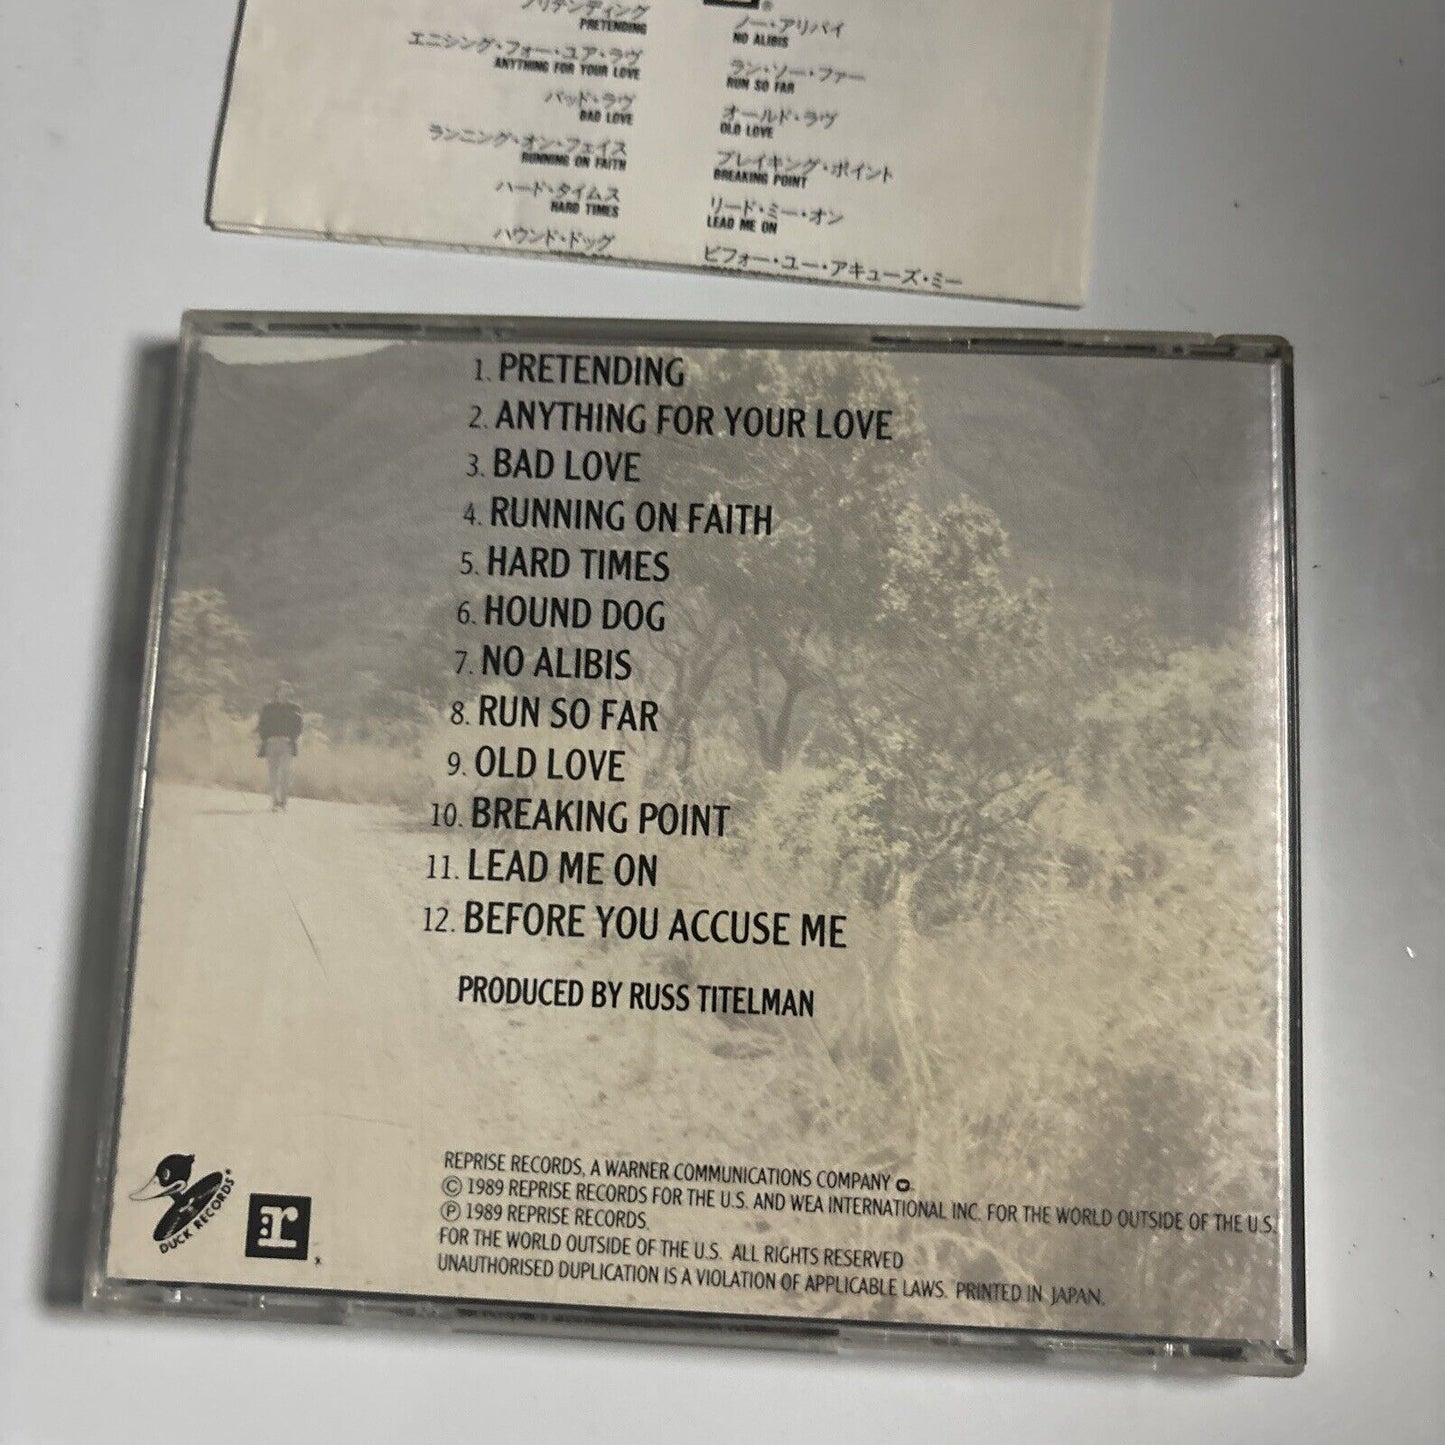 プリテンディング
PRETENDING
エニシング・フォー・ユア・ラヴ
ANYTHING FOR YOUR LOVE
バッド・ラヴ
BAD LOVE
ランニング・オン・フェイス
RUNNING ON FAITH
ハード・タイムス
HARD TIMES
ハウンド・ドッグ
®
ノー・アリバイ
NO ALIBIS
ラン・ソー・ファー
RUN SO FAR
オールド・ラヴ
OLD LOVE
ブレイキング・ポイント
BREAKING POINT
リード・ミー・オン
LEAD ME ON
ビフォー・ユー・アキューズ・ミー
1. PRETENDING
2. ANYTHING FOR YOUR LOVE
3. BAD LOVE
4. RUNNING ON FAITH
5. HARD TIMES
6. HOUND DOG
7. NO ALIBIS
8. RUN SO FAR
9. OLD LOVE
10. BREAKING POINT
11. LEAD ME ON
12. BEFORE YOU ACCUSE ME
PRODUCED BY RUSS TITELMAN
DUCK RECORDS
r
REPRISE RECORDS, A WARNER COMMUNICATIONS COMPANY
© 1989 REPRISE RECORDS FOR THE U.S. AND WEA INTERNATIONAL INC. FOR THE WORLD OUTSIDE OF THE U.S.
℗ 1989 REPRISE RECORDS.
FOR THE WORLD OUTSIDE OF THE U.S. ALL RIGHTS RESERVED
UNAUTHORISED DUPLICATION IS A VIOLATION OF APPLICABLE LAWS. PRINTED IN JAPAN.